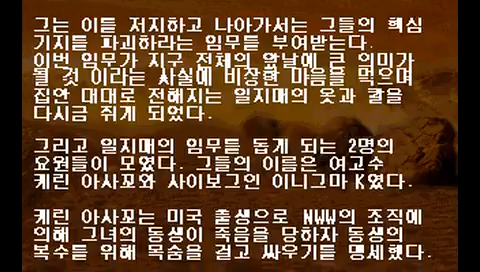 그는 이들 저지하고 나아가서는 그들의 핵심
기지를 파괴하라는 임무를 부여받는다.
이번 임무가 지구 전체의 앞날에 큰 의미가
될 것 이라는 사실에 비장한 마음을 먹으며
집안 대대로 전해지는 일지매의 옷과 칼을
다시금 쥐게 되었다.
그리고 일지매의 임무를 돕게 되는 2명의
요원들이 모였다. 그들의 이름은 여고수
케린 아사꼬와 사이보그인 이니그마 K였다.
케린 아사꼬는 미국 출생으로 NWW의 조직에
의해 그녀의 동생이 죽음을 당하자 동생의
복수를 위해 목숨을 걸고 싸우기를 맹세했다.